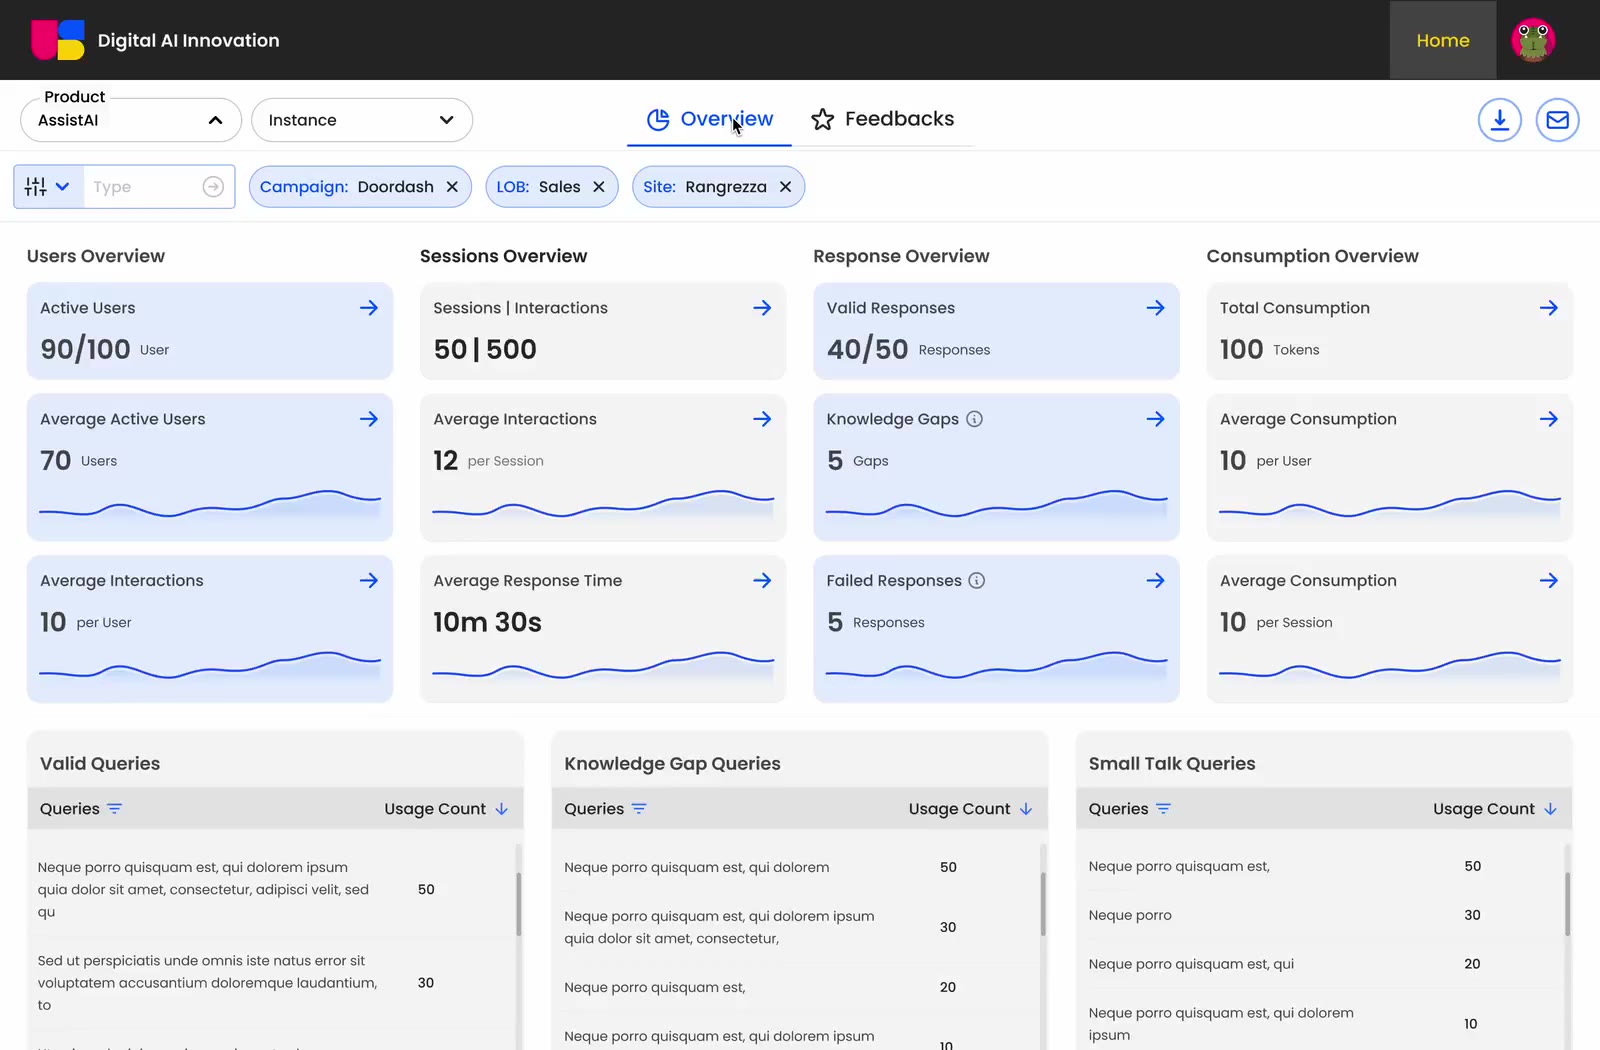 Digital AI Innovation
Home
Product
AssistAI
Instance
Overview
Feedbacks
Type
Campaign: Doordash
LOB: Sales
Site: Rangrezza
Users Overview
Active Users
90/100 User
Average Active Users
70 Users
Average Interactions
10 per User
Sessions Overview
Sessions | Interactions
50 | 500
Average Interactions
12 per Session
Average Response Time
10m 30s
Response Overview
Valid Responses
40/50 Responses
Knowledge Gaps
5 Gaps
Failed Responses
5 Responses
Consumption Overview
Total Consumption
100 Tokens
Average Consumption
10 per User
Average Consumption
10 per Session
Valid Queries
Queries Usage Count
Neque porro quisquam est, qui dolorem ipsum
quia dolor sit amet, consectetur, adipisci velit, sed
qu
50
Sed ut perspiciatis unde omnis iste natus error sit
voluptatem accusantium doloremque laudantium,
to
30
Knowledge Gap Queries
Queries Usage Count
Neque porro quisquam est, qui dolorem
50
Neque porro quisquam est, qui dolorem ipsum
quia dolor sit amet, consectetur,
30
Neque porro quisquam est,
20
Neque porro quisquam est, qui dolorem ipsum
10
Small Talk Queries
Queries Usage Count
Neque porro quisquam est,
50
Neque porro
30
Neque porro quisquam est, qui
20
Neque porro quisquam est, qui dolorem
ipsum
10